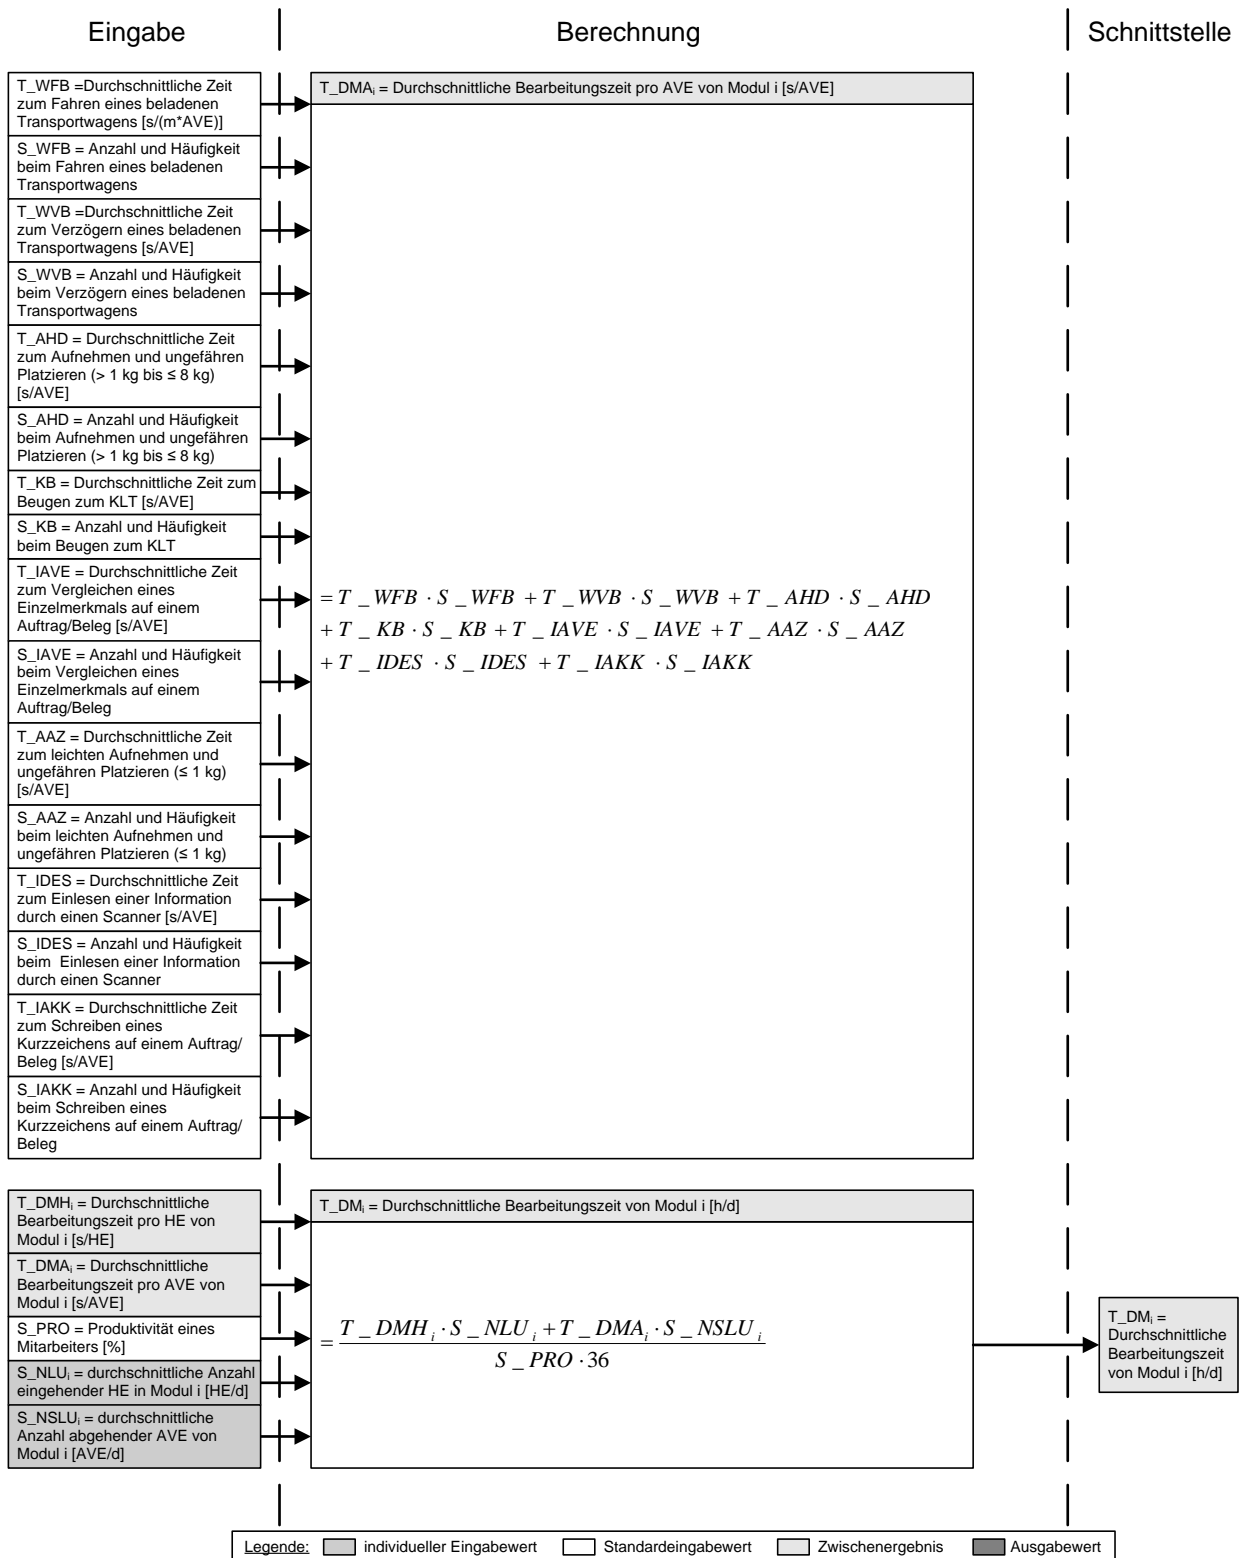 Eingabe
Berechnung
Schnittstelle
T_WFB =Durchschnittliche Zeit
zum Fahren eines beladenen
Transportwagens [s/(m*AVE)]
S_WFB = Anzahl und Häufigkeit
beim Fahren eines beladenen
Transportwagens
T_WVB =Durchschnittliche Zeit
zum Verzögern eines beladenen
Transportwagens [s/AVE]
S_WVB = Anzahl und Häufigkeit
beim Verzögern eines beladenen
Transportwagens
T_AHD = Durchschnittliche Zeit
zum Aufnehmen und ungefähren
Platzieren (> 1 kg bis ≤ 8 kg)
[s/AVE]
S_AHD = Anzahl und Häufigkeit
beim Aufnehmen und ungefähren
Platzieren (> 1 kg bis ≤ 8 kg)
T_KB = Durchschnittliche Zeit zum
Beugen zum KLT [s/AVE]
S_KB = Anzahl und Häufigkeit
beim Beugen zum KLT
T_IAVE = Durchschnittliche Zeit
zum Vergleichen eines
Einzelmerkmals auf einem
Auftrag/Beleg [s/AVE]
S_IAVE = Anzahl und Häufigkeit
beim Vergleichen eines
Einzelmerkmals auf einem
Auftrag/Beleg
T_AAZ = Durchschnittliche Zeit
zum leichten Aufnehmen und
ungefähren Platzieren (≤ 1 kg)
[s/AVE]
S_AAZ = Anzahl und Häufigkeit
beim leichten Aufnehmen und
ungefähren Platzieren (≤ 1 kg)
T_IDES = Durchschnittliche Zeit
zum Einlesen einer Information
durch einen Scanner [s/AVE]
S_IDES = Anzahl und Häufigkeit
beim Einlesen einer Information
durch einen Scanner
T_IAKK = Durchschnittliche Zeit
zum Schreiben eines
Kurzzeichens auf einem Auftrag/
Beleg [s/AVE]
S_IAKK = Anzahl und Häufigkeit
beim Schreiben eines
Kurzzeichens auf einem Auftrag/
Beleg
T_DMAᵢ = Durchschnittliche Bearbeitungszeit pro AVE von Modul i [s/AVE]
= T _ WFB · S _ WFB + T _ WVB · S _ WVB + T _ AHD · S _ AHD
+ T _ KB · S _ KB + T _ IAVE · S _ IAVE + T _ AAZ · S _ AAZ
+ T _ IDES · S _ IDES + T _ IAKK · S _ IAKK
T_DMHᵢ = Durchschnittliche
Bearbeitungszeit pro HE von
Modul i [s/HE]
T_DMAᵢ = Durchschnittliche
Bearbeitungszeit pro AVE von
Modul i [s/AVE]
S_PRO = Produktivität eines
Mitarbeiters [%]
S_NLUᵢ = durchschnittliche Anzahl
eingehender HE in Modul i [HE/d]
S_NSLUᵢ = durchschnittliche
Anzahl abgehender AVE von
Modul i [AVE/d]
T_DMᵢ = Durchschnittliche Bearbeitungszeit von Modul i [h/d]
= T _ DMH ᵢ · S _ NLU ᵢ + T _ DMA ᵢ · S _ NSLU ᵢ
S _ PRO · 36
T_DMᵢ =
Durchschnittliche
Bearbeitungszeit
von Modul i [h/d]
Legende: individueller Eingabewert Standardeingabewert Zwischenergebnis Ausgabewert